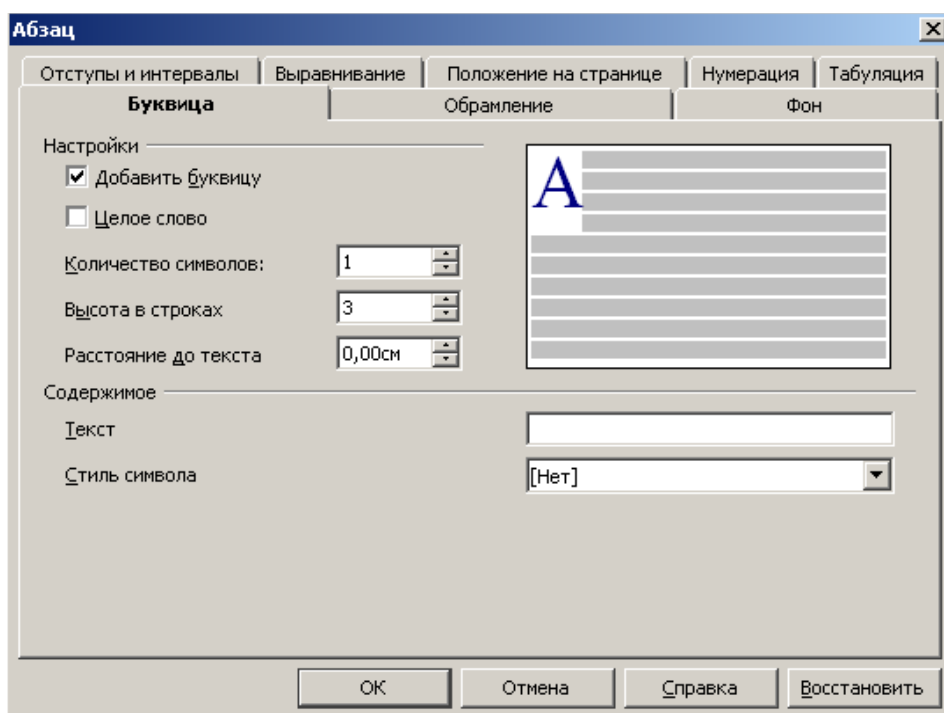 Абзац
Отступы и интервалы Выравнивание Положение на странице Нумерация Табуляция
Буквица Обрамление Фон
Настройки
Добавить буквицу
Целое слово
Количество символов: 1
Высота в строках 3
Расстояние до текста 0,00см
A
Содержимое
Текст
Стиль символа [Нет]
OK Отмена Справка Восстановить